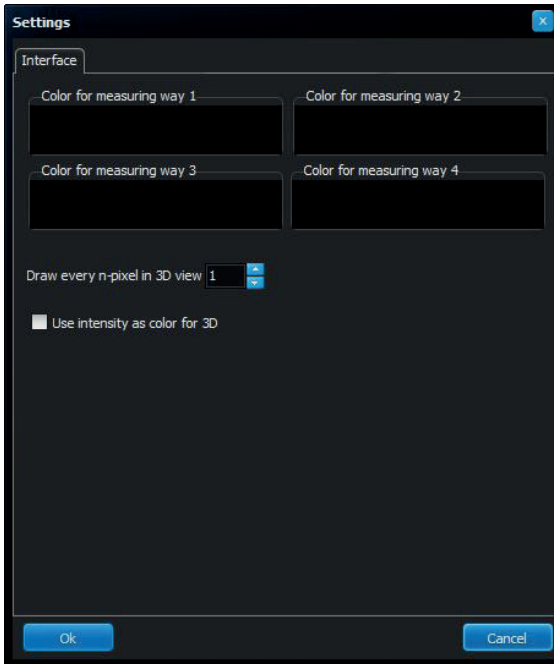 Settings
Interface
Color for measuring way 1
Color for measuring way 2
Color for measuring way 3
Color for measuring way 4
Draw every n-pixel in 3D view 1
Use intensity as color for 3D
Ok
Cancel